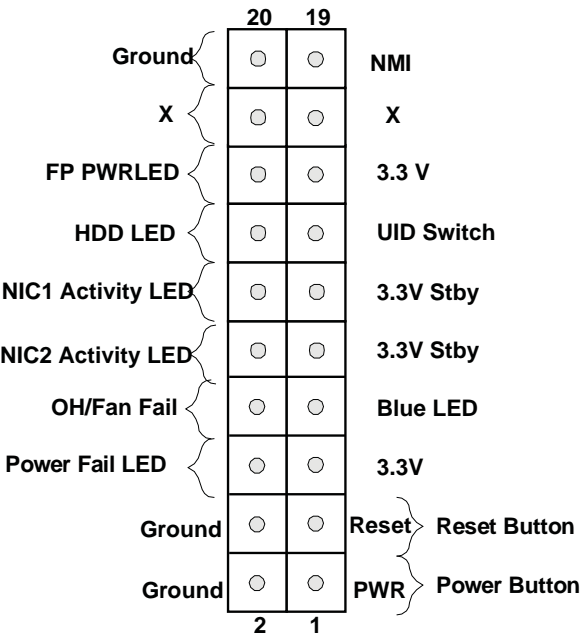 20 19
Ground NMI
X X
FP PWRLED 3.3 V
HDD LED UID Switch
NIC1 Activity LED 3.3V Stby
NIC2 Activity LED 3.3V Stby
OH/Fan Fail Blue LED
Power Fail LED 3.3V
Ground Reset Reset Button
Ground PWR Power Button
2 1